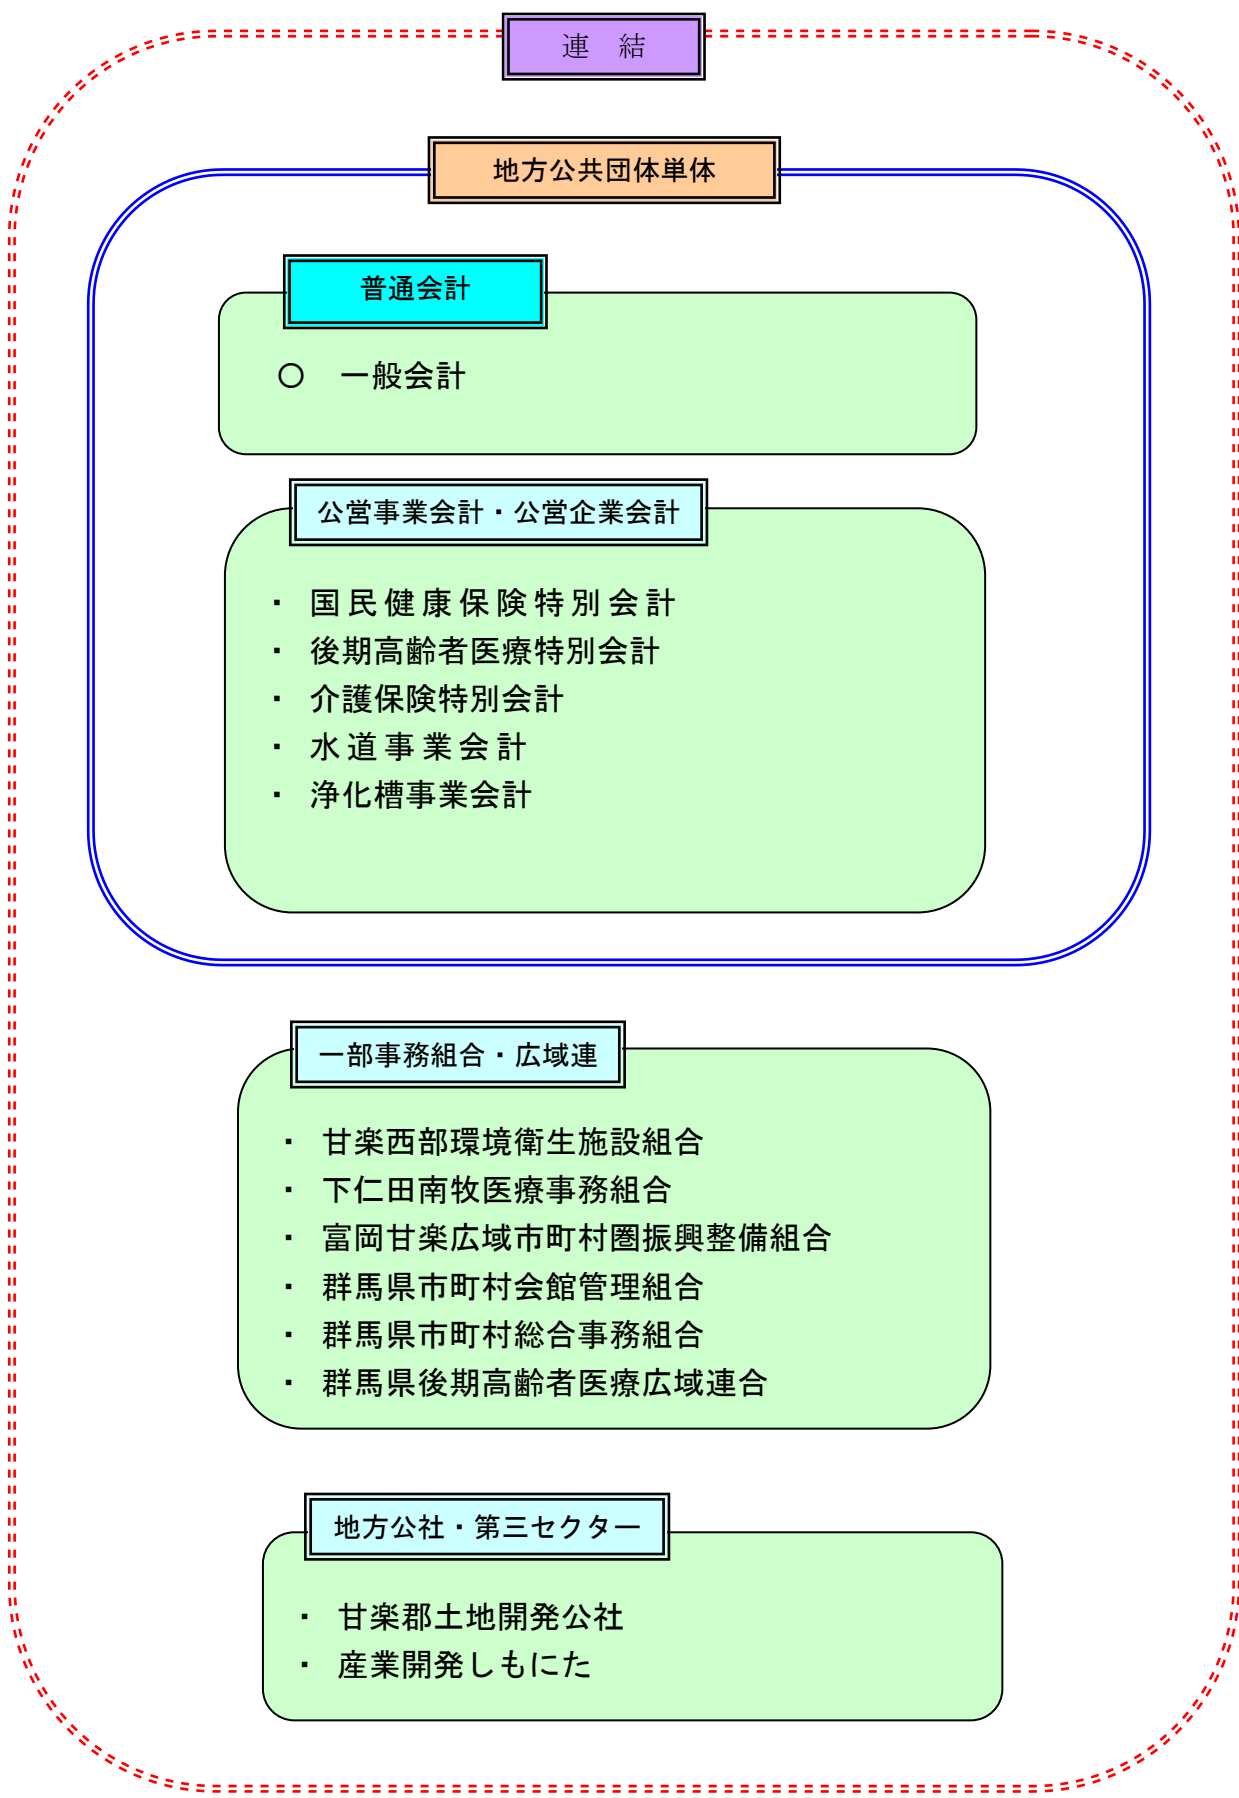 連　結
地方公共団体単体
普通会計
〇　一般会計
公営事業会計・公営企業会計
・ 国民健康保険特別会計
・ 後期高齢者医療特別会計
・ 介護保険特別会計
・ 水道事業会計
・ 浄化槽事業会計
一部事務組合・広域連
・ 甘楽西部環境衛生施設組合
・ 下仁田南牧医療事務組合
・ 富岡甘楽広域市町村圏振興整備組合
・ 群馬県市町村会館管理組合
・ 群馬県市町村総合事務組合
・ 群馬県後期高齢者医療広域連合
地方公社・第三セクター
・ 甘楽郡土地開発公社
・ 産業開発しもにた